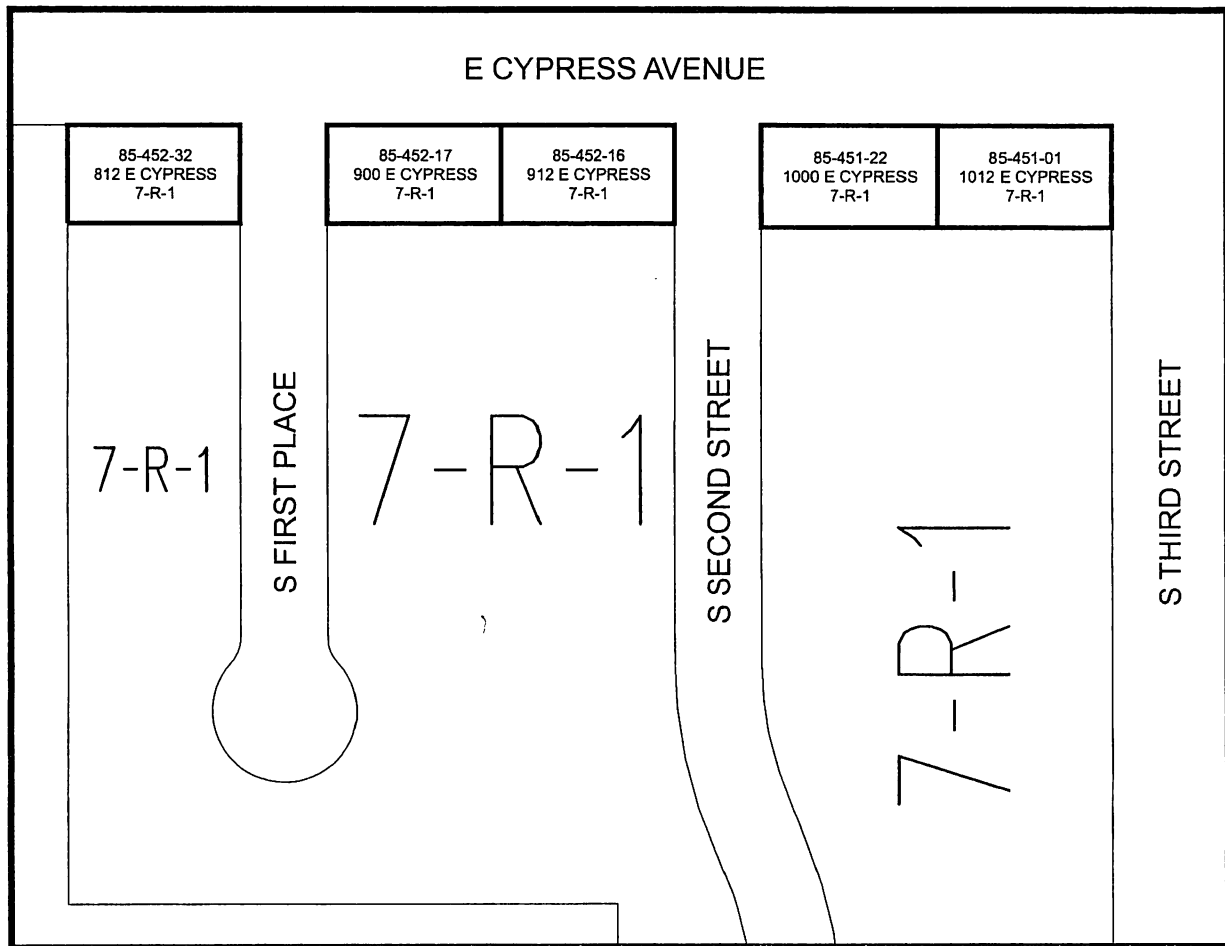 E CYPRESS AVENUE
85-452-32
812 E CYPRESS
7-R-1
85-452-17
900 E CYPRESS
7-R-1
85-452-16
912 E CYPRESS
7-R-1
85-451-22
1000 E CYPRESS
7-R-1
85-451-01
1012 E CYPRESS
7-R-1
7-R-1
S FIRST PLACE
7-R-1
S SECOND STREET
7-R-1
S THIRD STREET